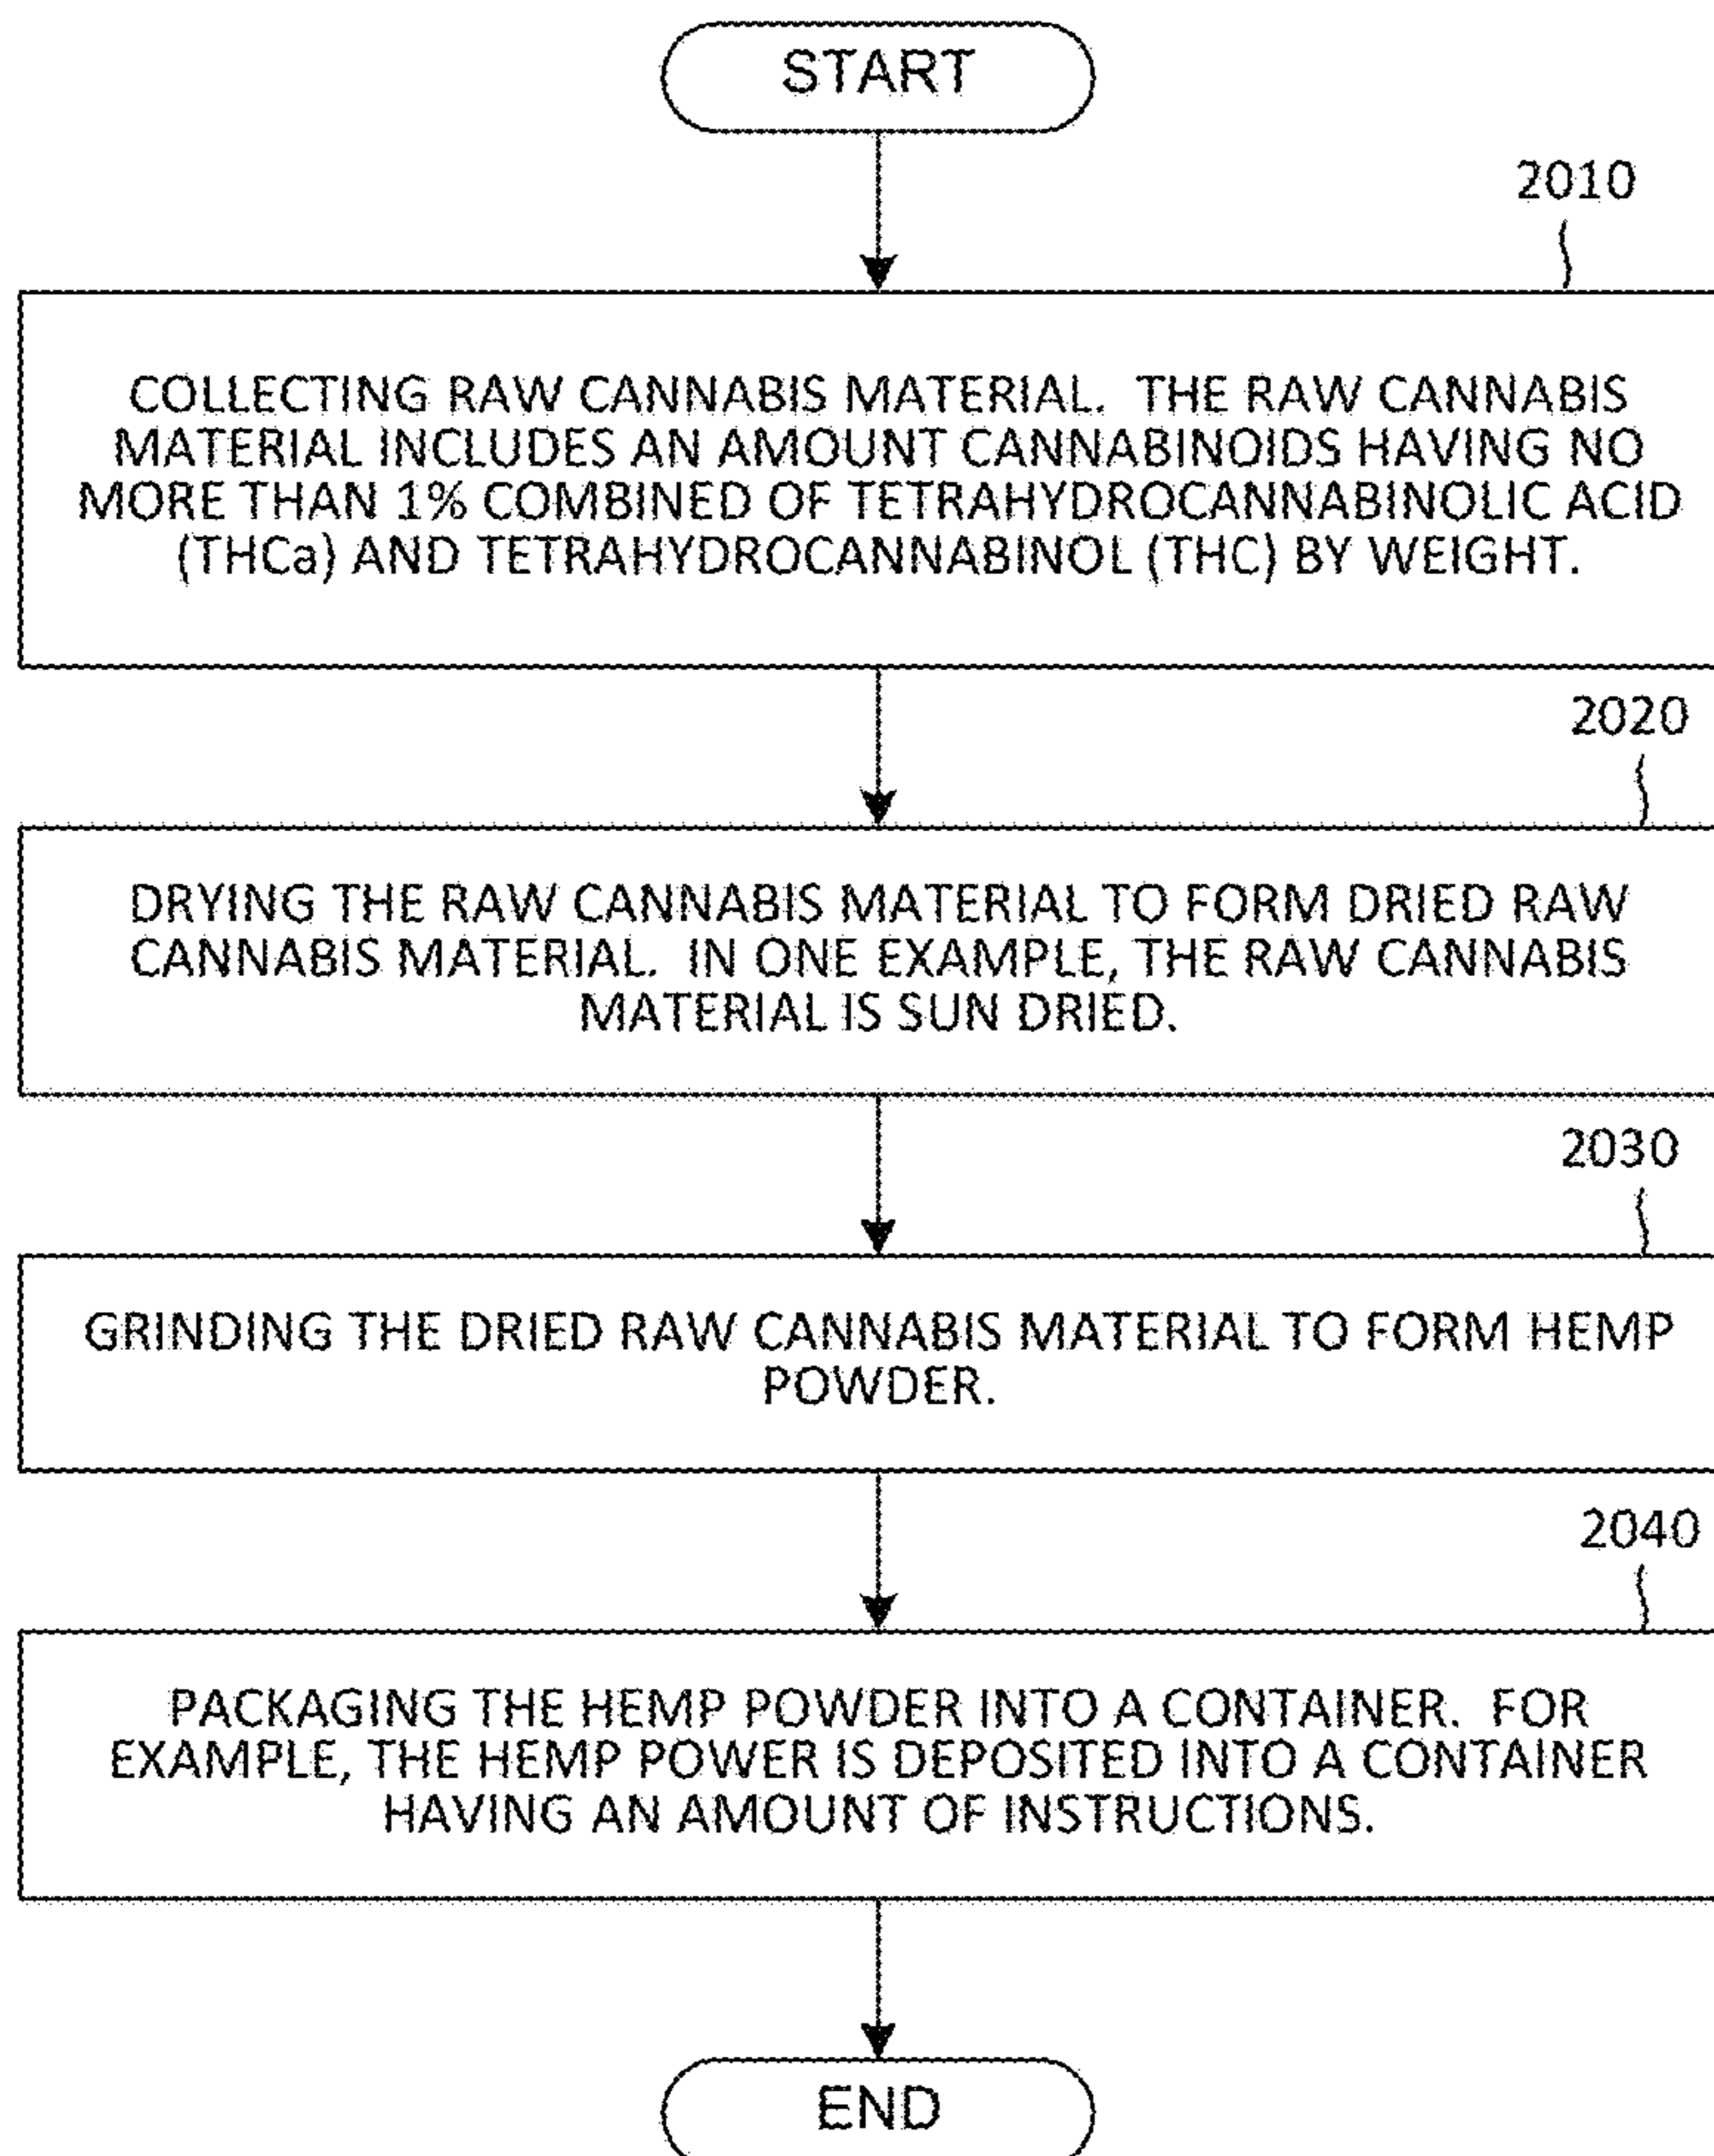 START
2010
COLLECTING RAW CANNABIS MATERIAL. THE RAW CANNABIS
MATERIAL INCLUDES AN AMOUNT CANNABINOIDS HAVING NO
MORE THAN 1% COMBINED OF TETRAHYDROCANNABINOLIC ACID
(THCa) AND TETRAHYDROCANNABINOL (THC) BY WEIGHT.
2020
DRYING THE RAW CANNABIS MATERIAL TO FORM DRIED RAW
CANNABIS MATERIAL. IN ONE EXAMPLE, THE RAW CANNABIS
MATERIAL IS SUN DRIED.
2030
GRINDING THE DRIED RAW CANNABIS MATERIAL TO FORM HEMP
POWDER.
2040
PACKAGING THE HEMP POWDER INTO A CONTAINER. FOR
EXAMPLE, THE HEMP POWER IS DEPOSITED INTO A CONTAINER
HAVING AN AMOUNT OF INSTRUCTIONS.
END